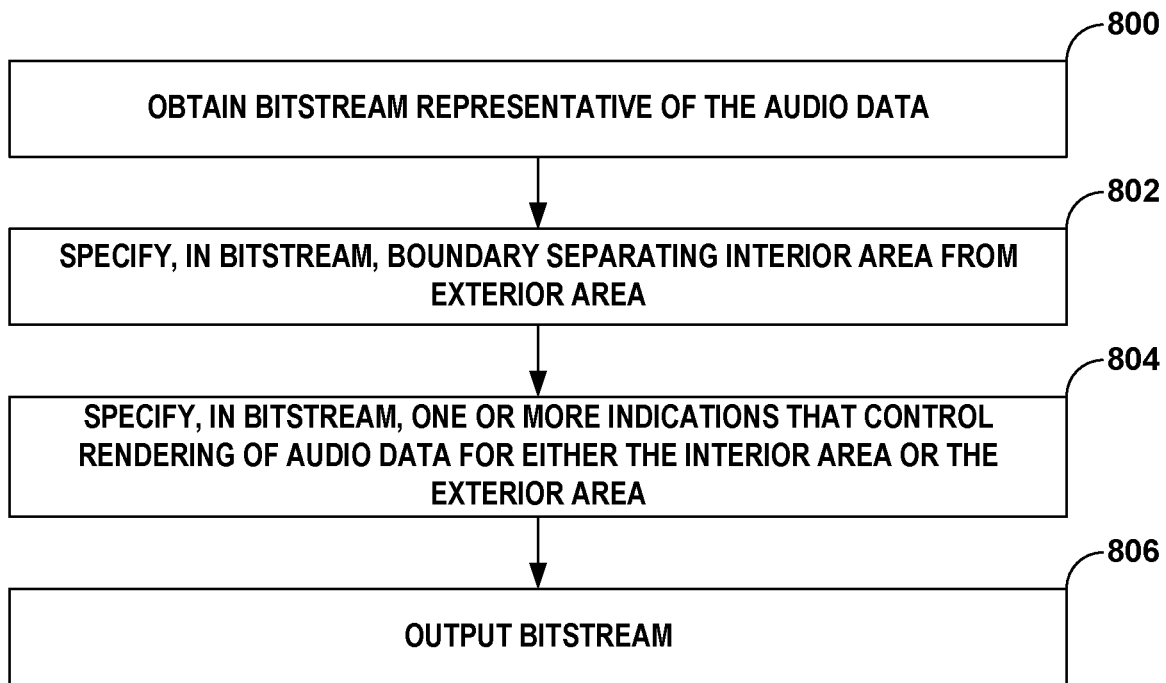 800
OBTAIN BITSTREAM REPRESENTATIVE OF THE AUDIO DATA
802
SPECIFY, IN BITSTREAM, BOUNDARY SEPARATING INTERIOR AREA FROM
EXTERIOR AREA
804
SPECIFY, IN BITSTREAM, ONE OR MORE INDICATIONS THAT CONTROL
RENDERING OF AUDIO DATA FOR EITHER THE INTERIOR AREA OR THE
EXTERIOR AREA
806
OUTPUT BITSTREAM